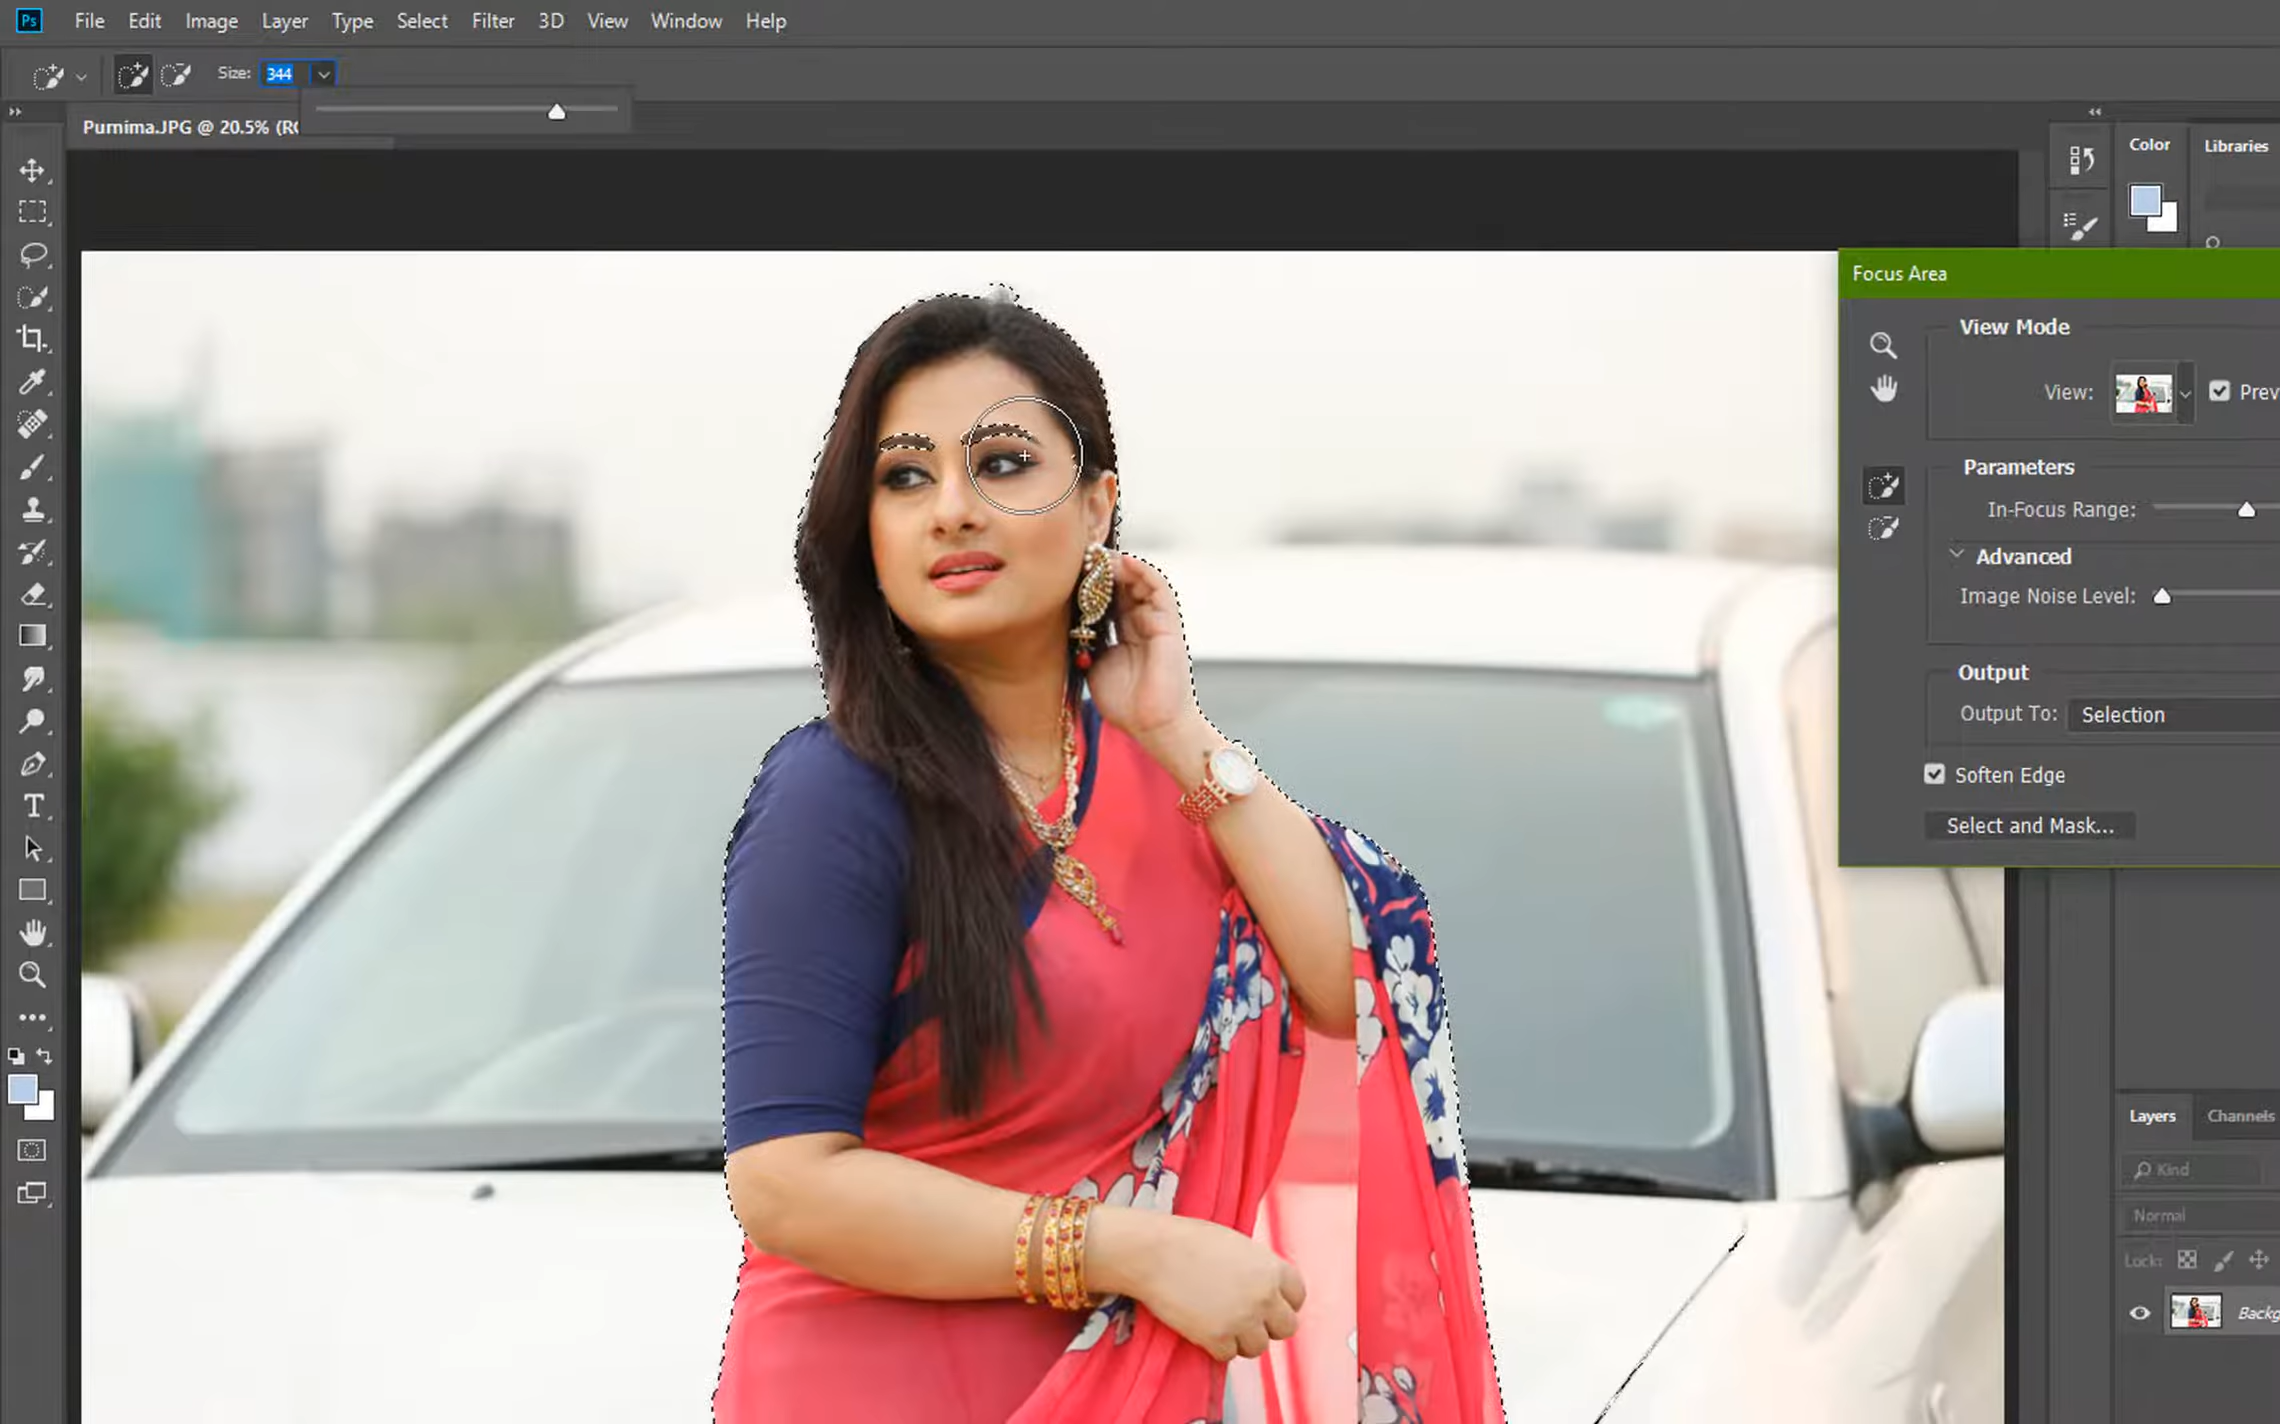 Ps File Edit Image Layer Type Select Filter 3D View Window Help
Size: 344
Purnima.JPG @ 20.5% (RG
Color Libraries
Focus Area
View Mode
View: Prev
Parameters
In-Focus Range:
Advanced
Image Noise Level:
Output
Output To: Selection
Soften Edge
Select and Mask...
Layers Channels
Kind
Normal
Lock:
Backg